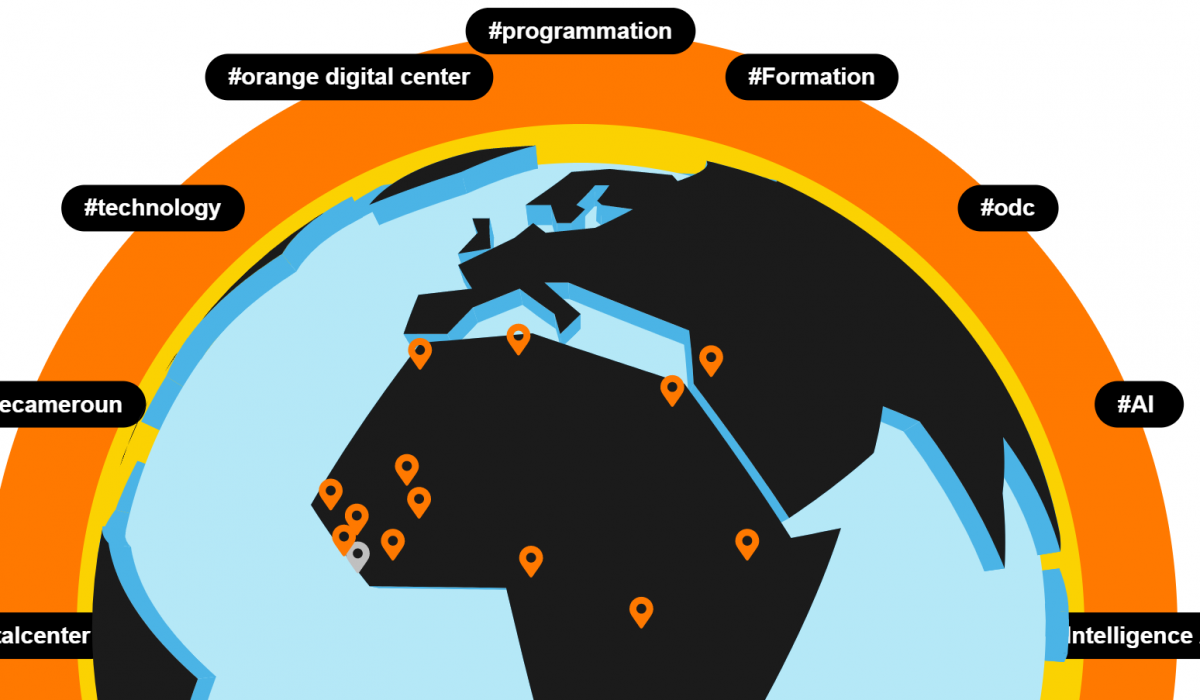 #programmation
#orange digital center
#Formation
#technology
#odc
ecameroun
#AI
talcenter
Intelligence